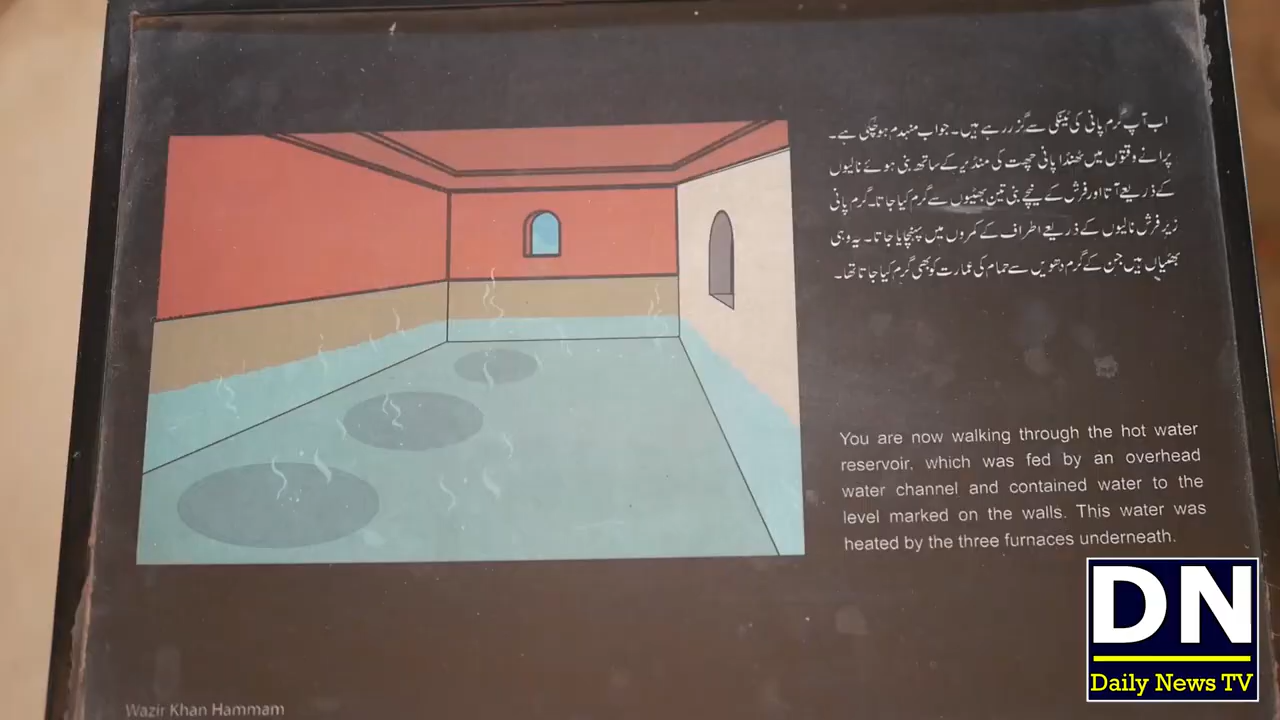 اب آپ گرم پانی کی ٹینکی سے گزر رہے ہیں۔ جواب منہدم ہوچکی ہے۔
پرانے وقتوں میں ٹھنڈا پانی چھت کی منڈیر کے ساتھ بنی ہوئے نالیوں
کے ذریعے آتا اور فرش کے نیچے بنی تین بھٹیوں سے گرم کیا جاتا۔ گرم پانی
زیر فرش نالیوں کے ذریعے اطراف کے کمروں میں پہنچایا جاتا۔ یہ وہی
بھٹیاں ہیں جن کے گرم دھویں سے حمام کی عمارت کو بھی گرم کیا جاتا تھا۔
You are now walking through the hot water
reservoir, which was fed by an overhead
water channel and contained water to the
level marked on the walls. This water was
heated by the three furnaces underneath.
Wazir Khan Hammam
DN
Daily News TV